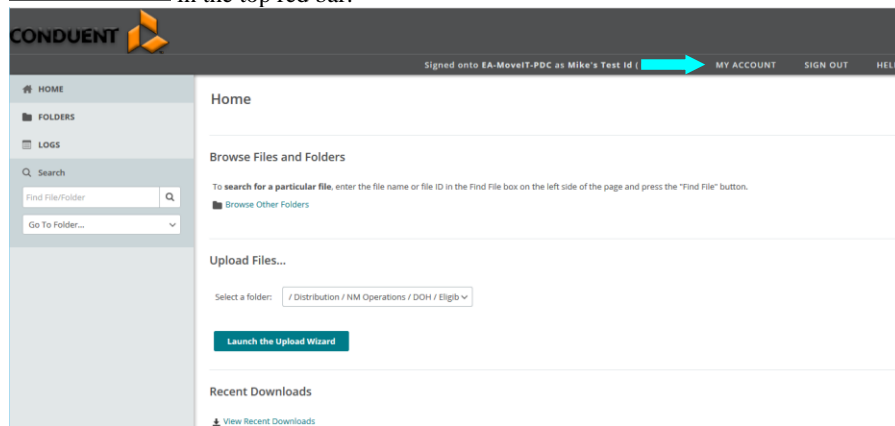 in the top red bar.
CONDUENT
Signed onto EA-MoveIT-PDC as Mike's Test Id ( MY ACCOUNT SIGN OUT
HOME
Home
FOLDERS
LOGS
Browse Files and Folders
Search
To search for a particular file, enter the file name or file ID in the Find File box on the left side of the page and press the "Find File" button.
Find File/Folder
Browse Other Folders
Go To Folder...
Upload Files...
Select a folder: / Distribution / NM Operations / DOH / Eligib
Launch the Upload Wizard
Recent Downloads
View Recent Downloads